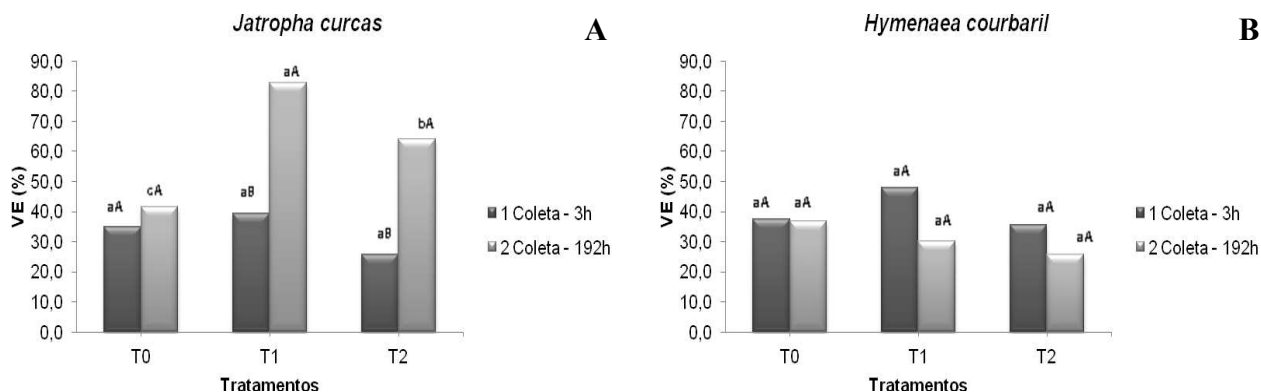 Jatropha curcas
A
VE (%)
90,0
80,0
70,0
60,0
50,0
40,0
30,0
20,0
10,0
0,0
aA
cA
aB
aA
aB
bA
T0
T1
T2
Tratamentos
1 Coleta - 3h
2 Coleta - 192h
Hymenaea courbaril
B
VE (%)
90,0
80,0
70,0
60,0
50,0
40,0
30,0
20,0
10,0
0,0
aA
aA
aA
aA
aA
aA
T0
T1
T2
Tratamentos
1 Coleta - 3h
2 Coleta - 192h